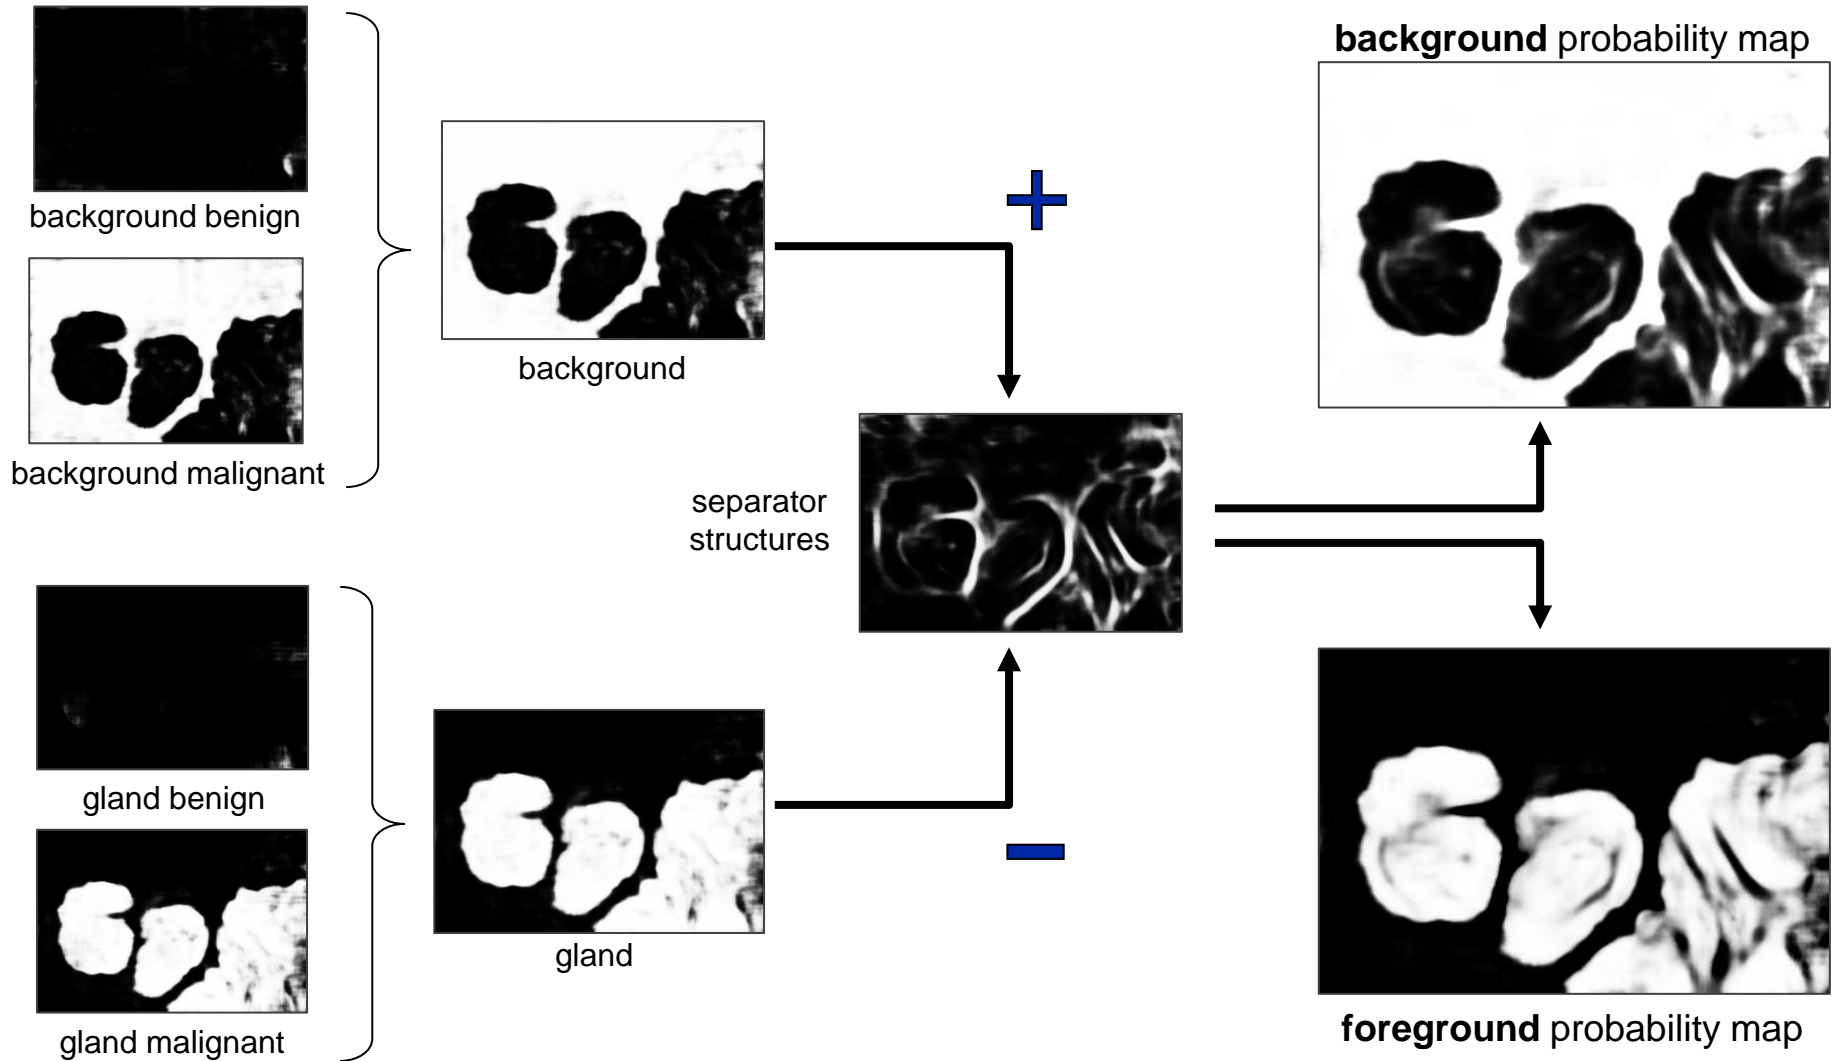 background probability map
background benign
background
background malignant
separator
structures
gland benign
gland
gland malignant
foreground probability map